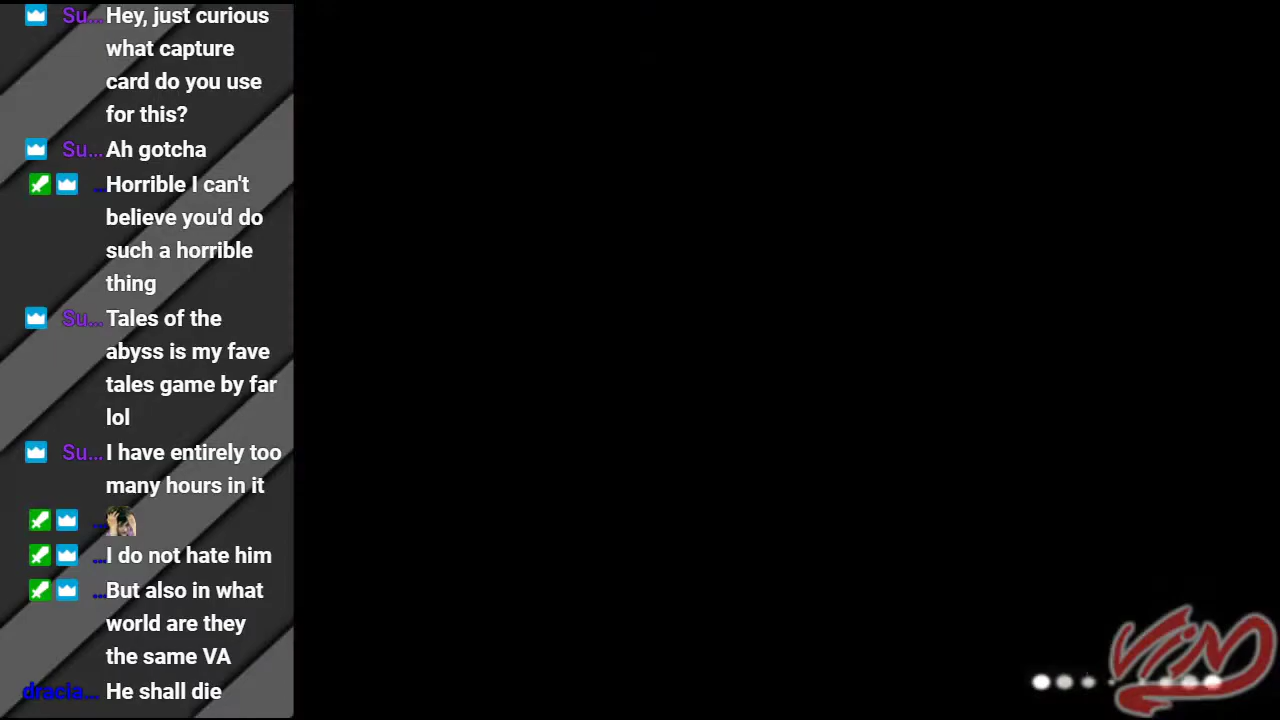 Su... Hey, just curious
what capture
card do you use
for this?
Su... Ah gotcha
... Horrible I can't
believe you'd do
such a horrible
thing
Su... Tales of the
abyss is my fave
tales game by far
lol
Su... I have entirely too
many hours in it
...
... I do not hate him
... But also in what
world are they
the same VA
dracia... He shall die
VIM